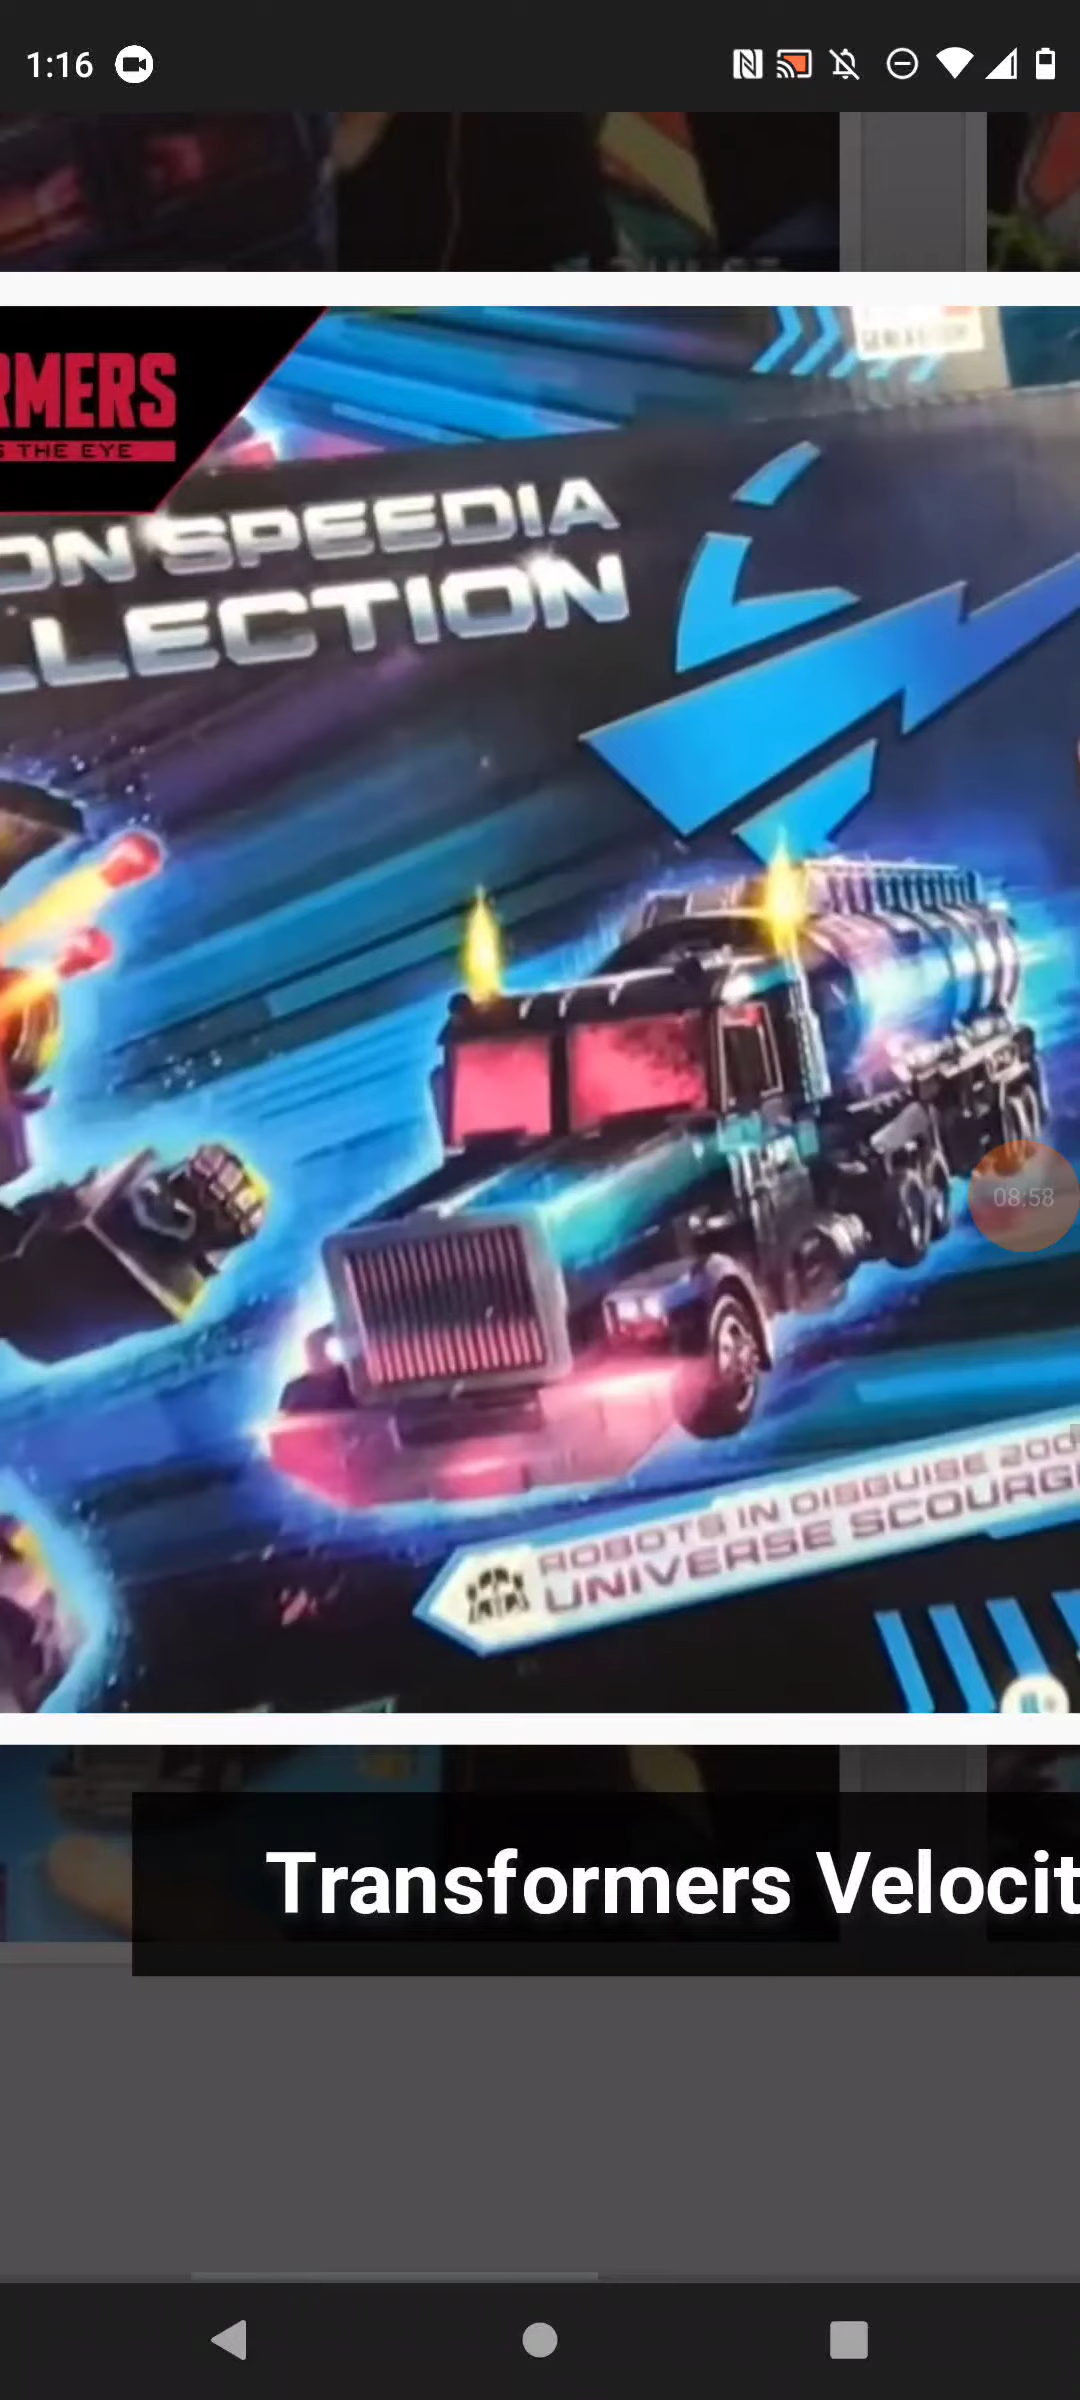 1:16
RMERS
S THE EYE
ON SPEEDIA
LLECTION
08:58
ROBOTS IN DISGUISE 200
UNIVERSE SCOURG
Transformers Velocit